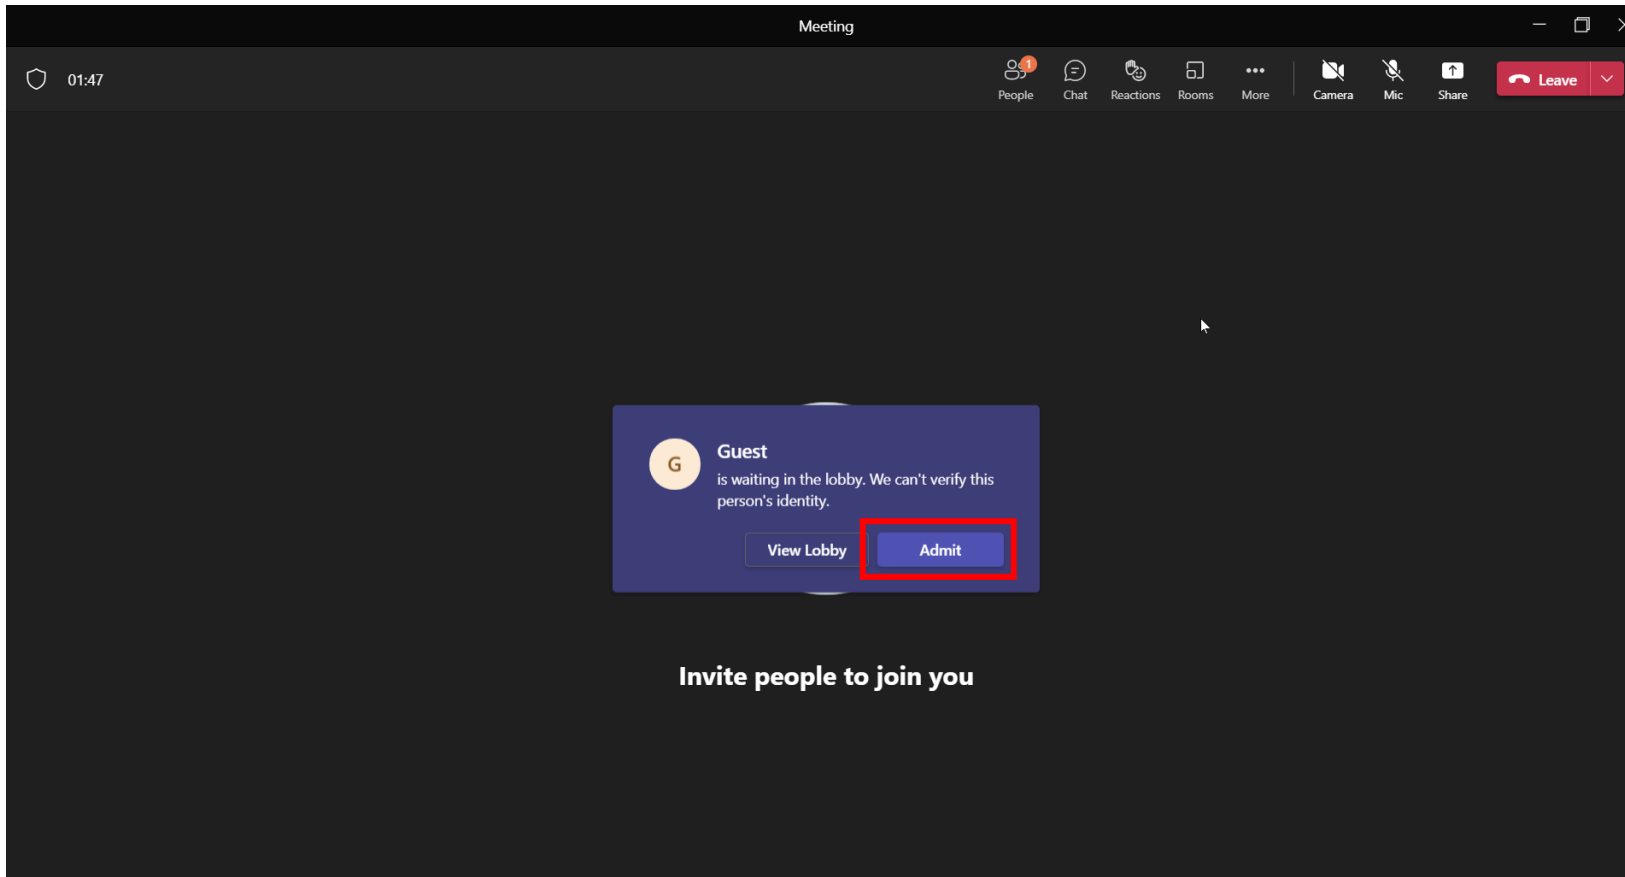 Meeting
01:47
1
People Chat Reactions Rooms More Camera Mic Share Leave
G
Guest
is waiting in the lobby. We can't verify this
person's identity.
View Lobby Admit
Invite people to join you